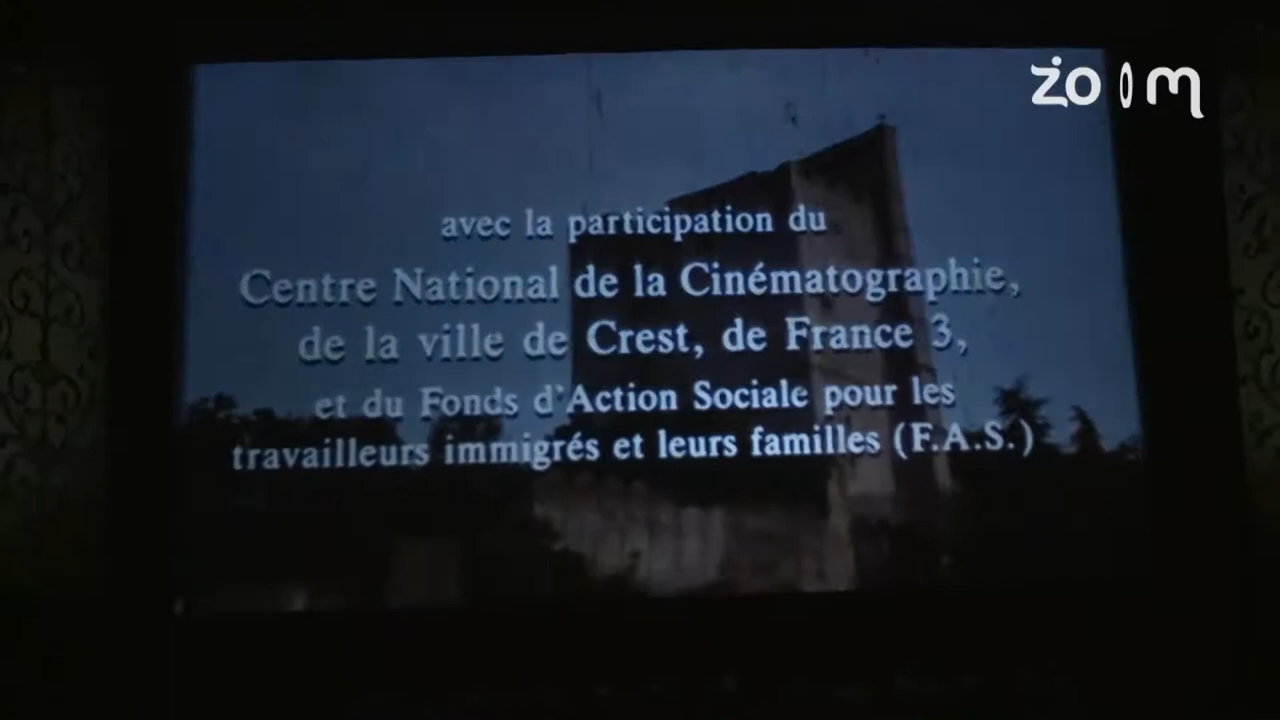 zoom
avec la participation du
Centre National de la Cinématographie,
de la ville de Crest, de France 3,
et du Fonds d'Action Sociale pour les
travailleurs immigrés et leurs familles (F.A.S.)